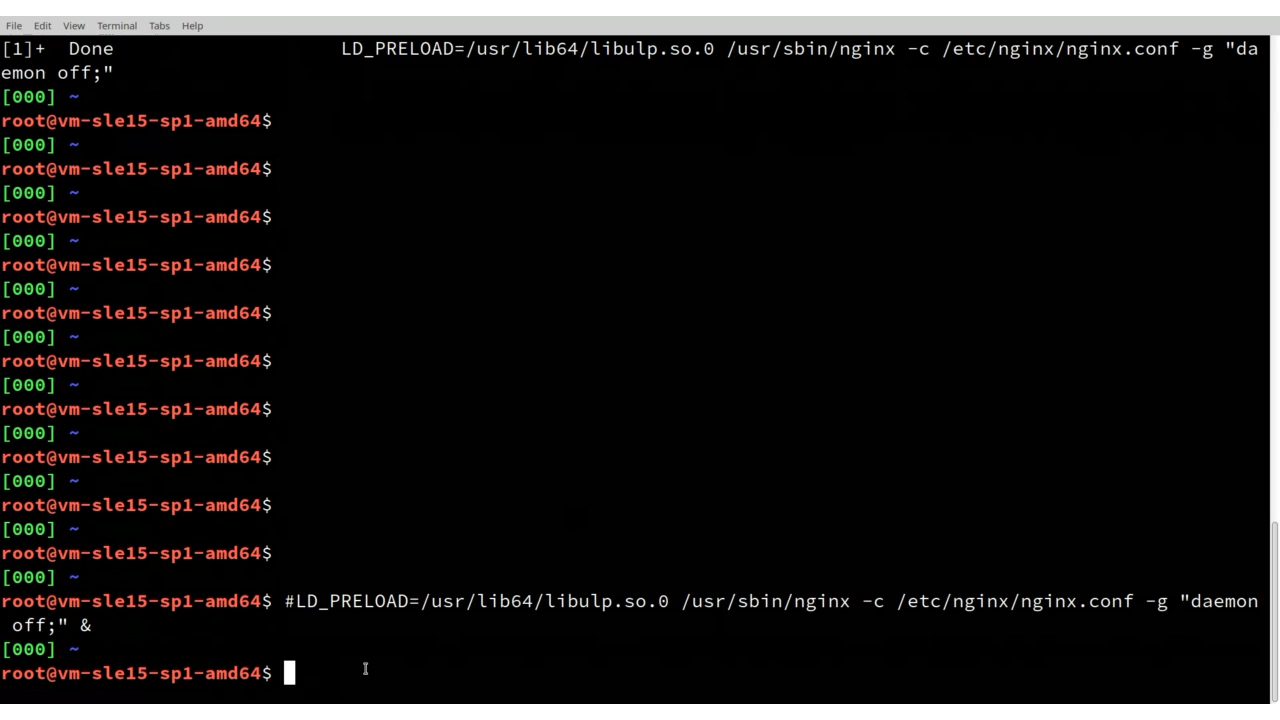 File Edit View Terminal Tabs Help
[1]+  Done                    LD_PRELOAD=/usr/lib64/libulp.so.0 /usr/sbin/nginx -c /etc/nginx/nginx.conf -g "da
emon off;"
[000] ~
root@vm-sle15-sp1-amd64$
[000] ~
root@vm-sle15-sp1-amd64$
[000] ~
root@vm-sle15-sp1-amd64$
[000] ~
root@vm-sle15-sp1-amd64$
[000] ~
root@vm-sle15-sp1-amd64$
[000] ~
root@vm-sle15-sp1-amd64$
[000] ~
root@vm-sle15-sp1-amd64$
[000] ~
root@vm-sle15-sp1-amd64$
[000] ~
root@vm-sle15-sp1-amd64$
[000] ~
root@vm-sle15-sp1-amd64$
[000] ~
root@vm-sle15-sp1-amd64$ #LD_PRELOAD=/usr/lib64/libulp.so.0 /usr/sbin/nginx -c /etc/nginx/nginx.conf -g "daemon
 off;" &
[000] ~
root@vm-sle15-sp1-amd64$